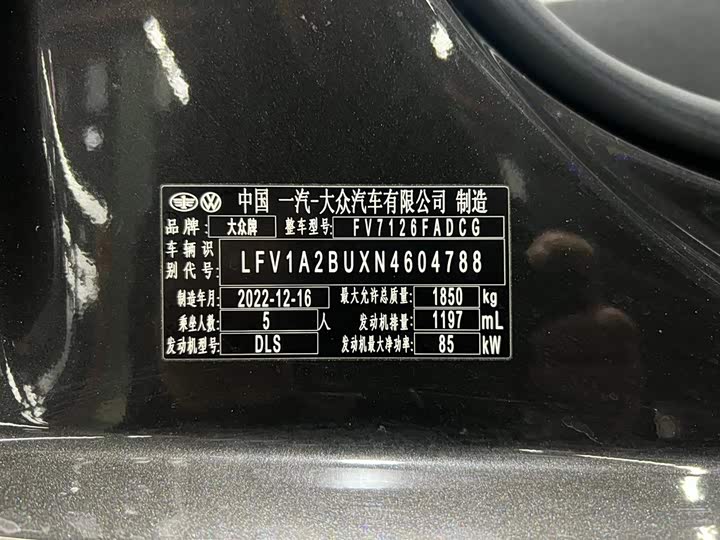 中国 一汽-大众汽车有限公司 制造
品牌: 大众牌 整车型号: FV7126FADCG
车辆识别代号: LFV1A2BUXN4604788
制造年月: 2022-12-16 最大允许总质量: 1850 kg
乘坐人数: 5 人 发动机排量: 1197 mL
发动机型号: DLS 发动机最大净功率: 85 kW